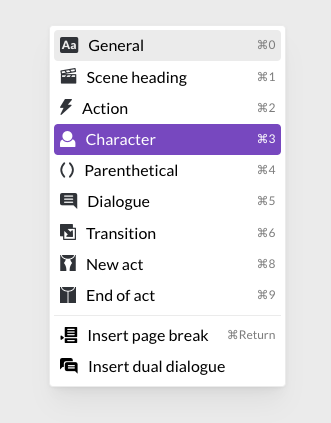 Aa General ⌘0
Scene heading ⌘1
Action ⌘2
Character ⌘3
Parenthetical ⌘4
Dialogue ⌘5
Transition ⌘6
New act ⌘8
End of act ⌘9
Insert page break ⌘Return
Insert dual dialogue